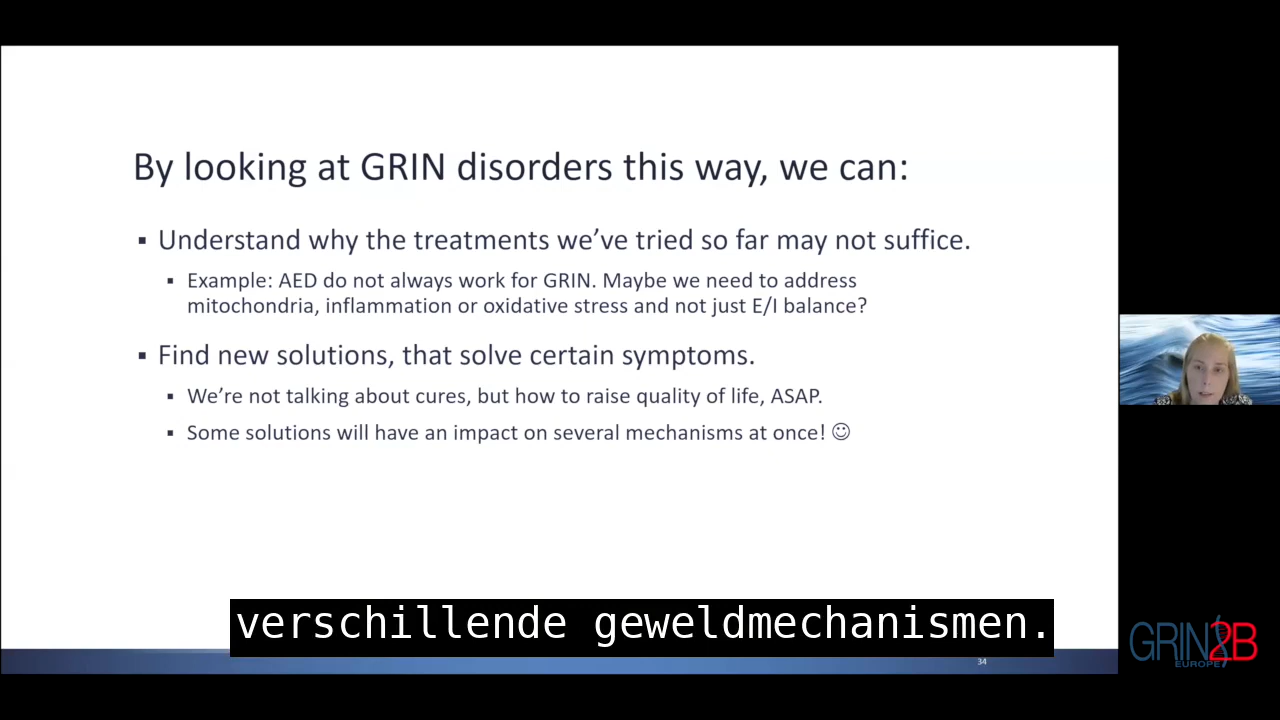 By looking at GRIN disorders this way, we can:
▪ Understand why the treatments we’ve tried so far may not suffice.
▪ Example: AED do not always work for GRIN. Maybe we need to address
mitochondria, inflammation or oxidative stress and not just E/I balance?
▪ Find new solutions, that solve certain symptoms.
▪ We’re not talking about cures, but how to raise quality of life, ASAP.
▪ Some solutions will have an impact on several mechanisms at once! ☺
verschillende geweldmechanismen.
34
GRIN2B
EUROPE